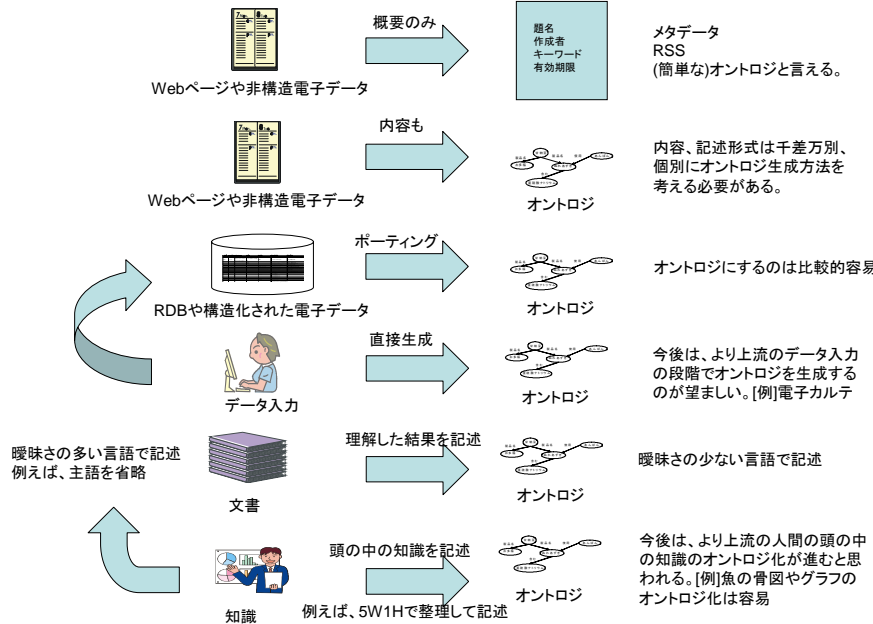 概要のみ
題名
作成者
キーワード
有効期限
メタデータ
RSS
(簡単な)オントロジと言える。
Webページや非構造電子データ
内容も
内容、記述形式は千差万別、
個別にオントロジ生成方法を
考える必要がある。
Webページや非構造電子データ
オントロジ
ポーティング
オントロジにするのは比較的容易
RDBや構造化された電子データ
オントロジ
直接生成
今後は、より上流のデータ入力
の段階でオントロジを生成する
のが望ましい。[例]電子カルテ
データ入力
オントロジ
曖昧さの多い言語で記述
例えば、主語を省略
理解した結果を記述
曖昧さの少ない言語で記述
文書
オントロジ
頭の中の知識を記述
今後は、より上流の人間の頭の中
の知識のオントロジ化が進むと思
われる。[例]魚の骨図やグラフの
オントロジ化は容易
知識
例えば、5W1Hで整理して記述
オントロジ